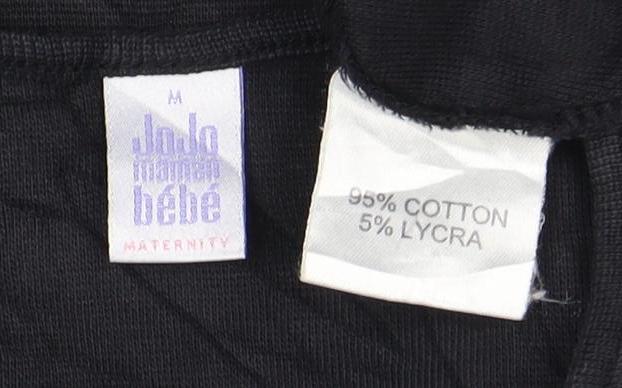 M
JoJo
maman
bébé
MATERNITY
95% COTTON
5% LYCRA